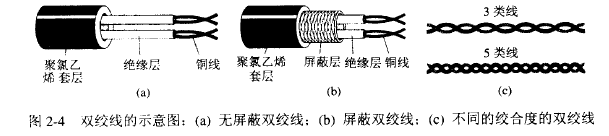 聚氯乙
烯 套层
绝缘层
铜线
(a)
聚氯乙
烯 套层
屏蔽层
绝缘层
铜线
(b)
3 类线
5 类线
(c)
图 2-4 双绞线的示意图：(a) 无屏蔽双绞线；(b) 屏蔽双绞线；(c) 不同的绞合度的双绞线